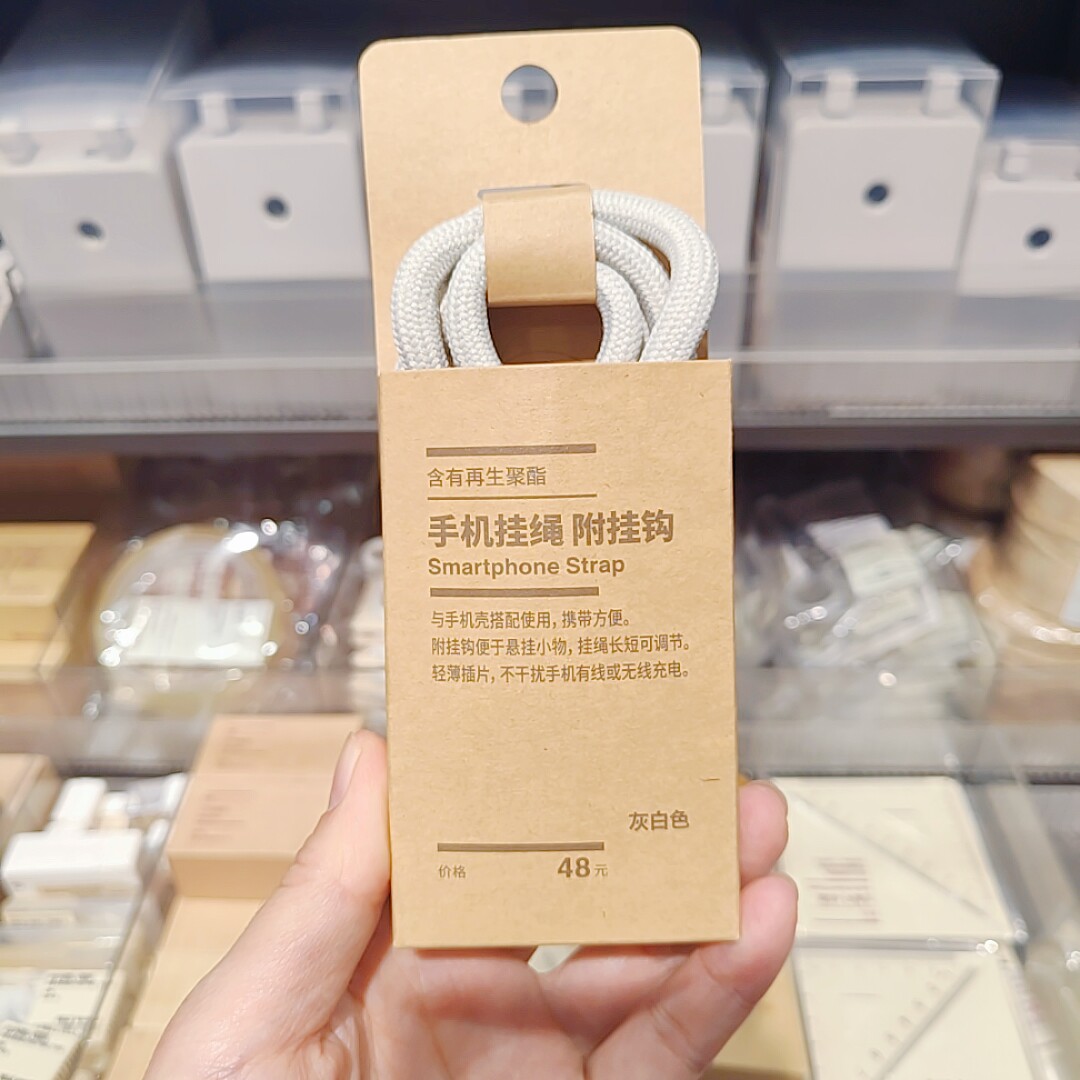 含有再生聚酯
手机挂绳 附挂钩
Smartphone Strap
与手机壳搭配使用，携带方便。
附挂钩便于悬挂小物，挂绳长短可调节。
轻薄插片，不干扰手机有线或无线充电。
灰白色
价格 48元